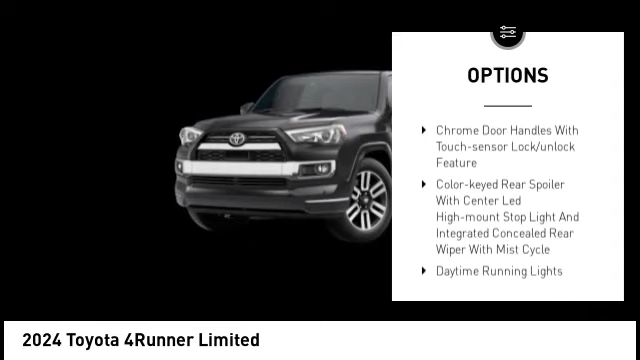 OPTIONS
Chrome Door Handles With
Touch-sensor Lock/unlock
Feature
Color-keyed Rear Spoiler
With Center Led
High-mount Stop Light And
Integrated Concealed Rear
Wiper With Mist Cycle
Daytime Running Lights
2024 Toyota 4Runner Limited